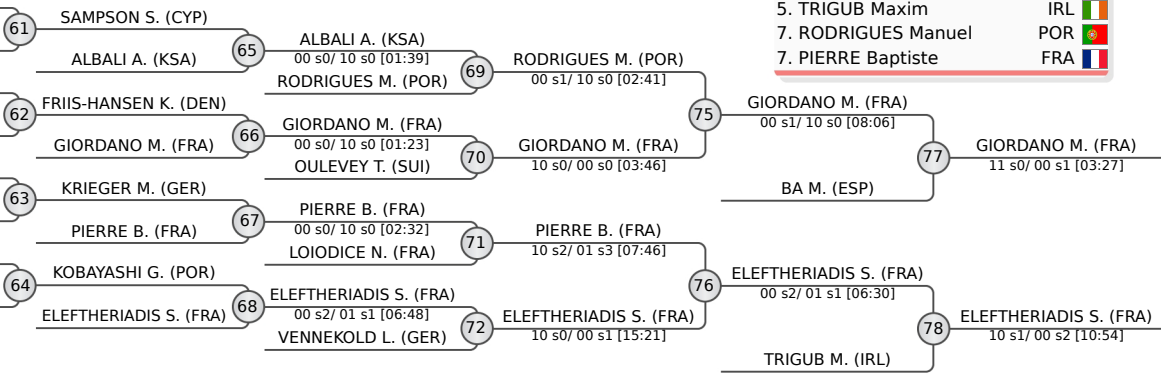 5. TRIGUB Maxim IRL
7. RODRIGUES Manuel POR
7. PIERRE Baptiste FRA
61
SAMPSON S. (CYP)
ALBALI A. (KSA)
62
FRIIS-HANSEN K. (DEN)
GIORDANO M. (FRA)
63
KRIEGER M. (GER)
PIERRE B. (FRA)
64
KOBAYASHI G. (POR)
ELEFTHERIADIS S. (FRA)
65
ALBALI A. (KSA)
00 s0/ 10 s0 [01:39]
RODRIGUES M. (POR)
66
GIORDANO M. (FRA)
00 s0/ 10 s0 [01:23]
OULEVEY T. (SUI)
67
PIERRE B. (FRA)
00 s0/ 10 s0 [02:32]
LOIODICE N. (FRA)
68
ELEFTHERIADIS S. (FRA)
00 s2/ 01 s1 [06:48]
VENNEKOLD L. (GER)
69
RODRIGUES M. (POR)
00 s1/ 10 s0 [02:41]
70
GIORDANO M. (FRA)
10 s0/ 00 s0 [03:46]
71
PIERRE B. (FRA)
10 s2/ 01 s3 [07:46]
72
ELEFTHERIADIS S. (FRA)
10 s0/ 00 s1 [15:21]
75
GIORDANO M. (FRA)
00 s1/ 10 s0 [08:06]
BA M. (ESP)
76
ELEFTHERIADIS S. (FRA)
00 s2/ 01 s1 [06:30]
TRIGUB M. (IRL)
77
GIORDANO M. (FRA)
11 s0/ 00 s1 [03:27]
78
ELEFTHERIADIS S. (FRA)
10 s1/ 00 s2 [10:54]